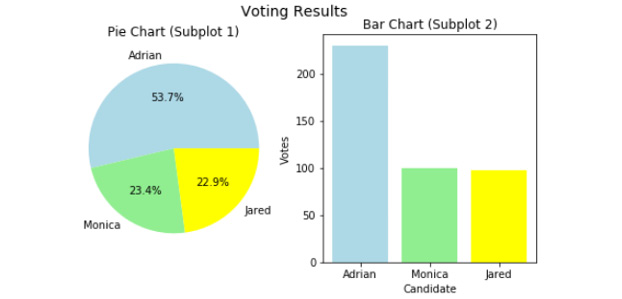 Voting Results
Pie Chart (Subplot 1)
Adrian
53.7%
23.4%
22.9%
Monica
Jared
Bar Chart (Subplot 2)
Votes
200
150
100
50
0
Adrian Monica Jared
Candidate